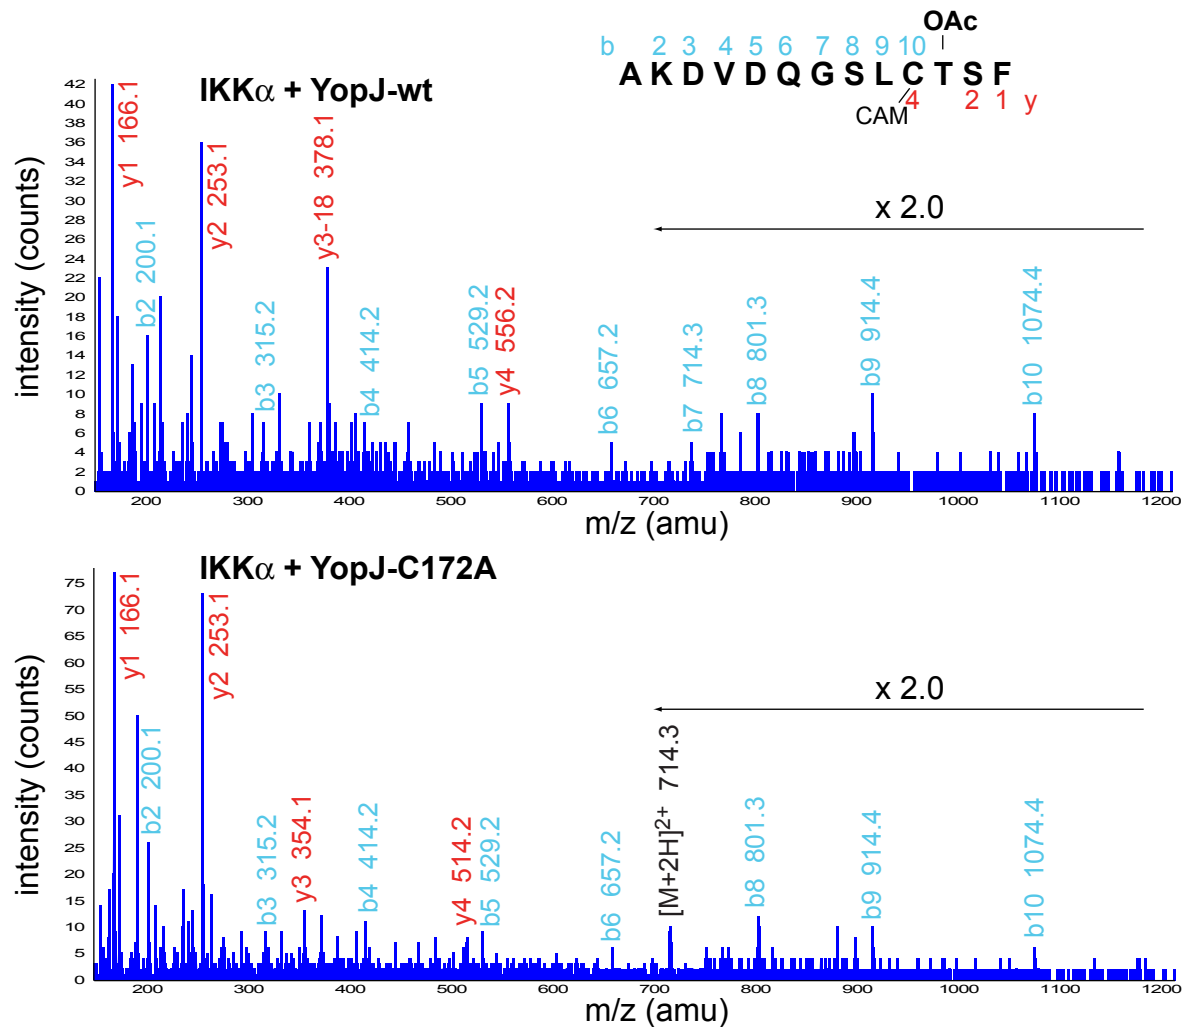 OAc
b 2 3 4 5 6 7 8 9 10
A K D V D Q G S L C T S F
CAM 4 2 1 y
IKKα + YopJ-wt
intensity (counts)
42
40
38
36
34
32
30
28
26
24
22
20
18
16
14
12
10
8
6
4
2
0
y1 166.1
b2 200.1
y2 253.1
b3 315.2
y3-18 378.1
b4 414.2
b5 529.2
y4 556.2
b6 657.2
b7 714.3
b8 801.3
b9 914.4
b10 1074.4
x 2.0
200 300 400 500 600 700 800 900 1000 1100 1200
m/z (amu)
IKKα + YopJ-C172A
intensity (counts)
75
70
65
60
55
50
45
40
35
30
25
20
15
10
5
0
y1 166.1
b2 200.1
y2 253.1
b3 315.2
y3 354.1
b4 414.2
y4 514.2
b5 529.2
b6 657.2
[M+2H]²⁺ 714.3
b8 801.3
b9 914.4
b10 1074.4
x 2.0
200 300 400 500 600 700 800 900 1000 1100 1200
m/z (amu)